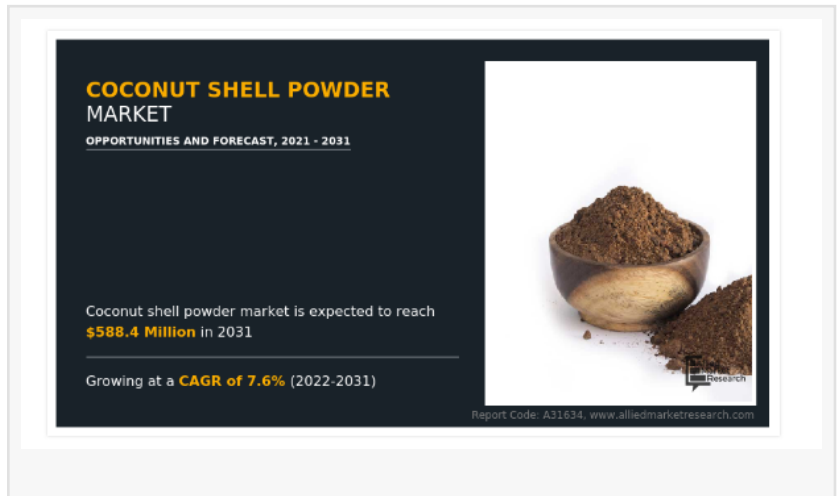 COCONUT SHELL POWDER
MARKET
OPPORTUNITIES AND FORECAST, 2021 - 2031
Coconut shell powder market is expected to reach
$588.4 Million in 2031
Growing at a CAGR of 7.6% (2022-2031)
Research
Report Code: A31634, www.alliedmarketresearch.com